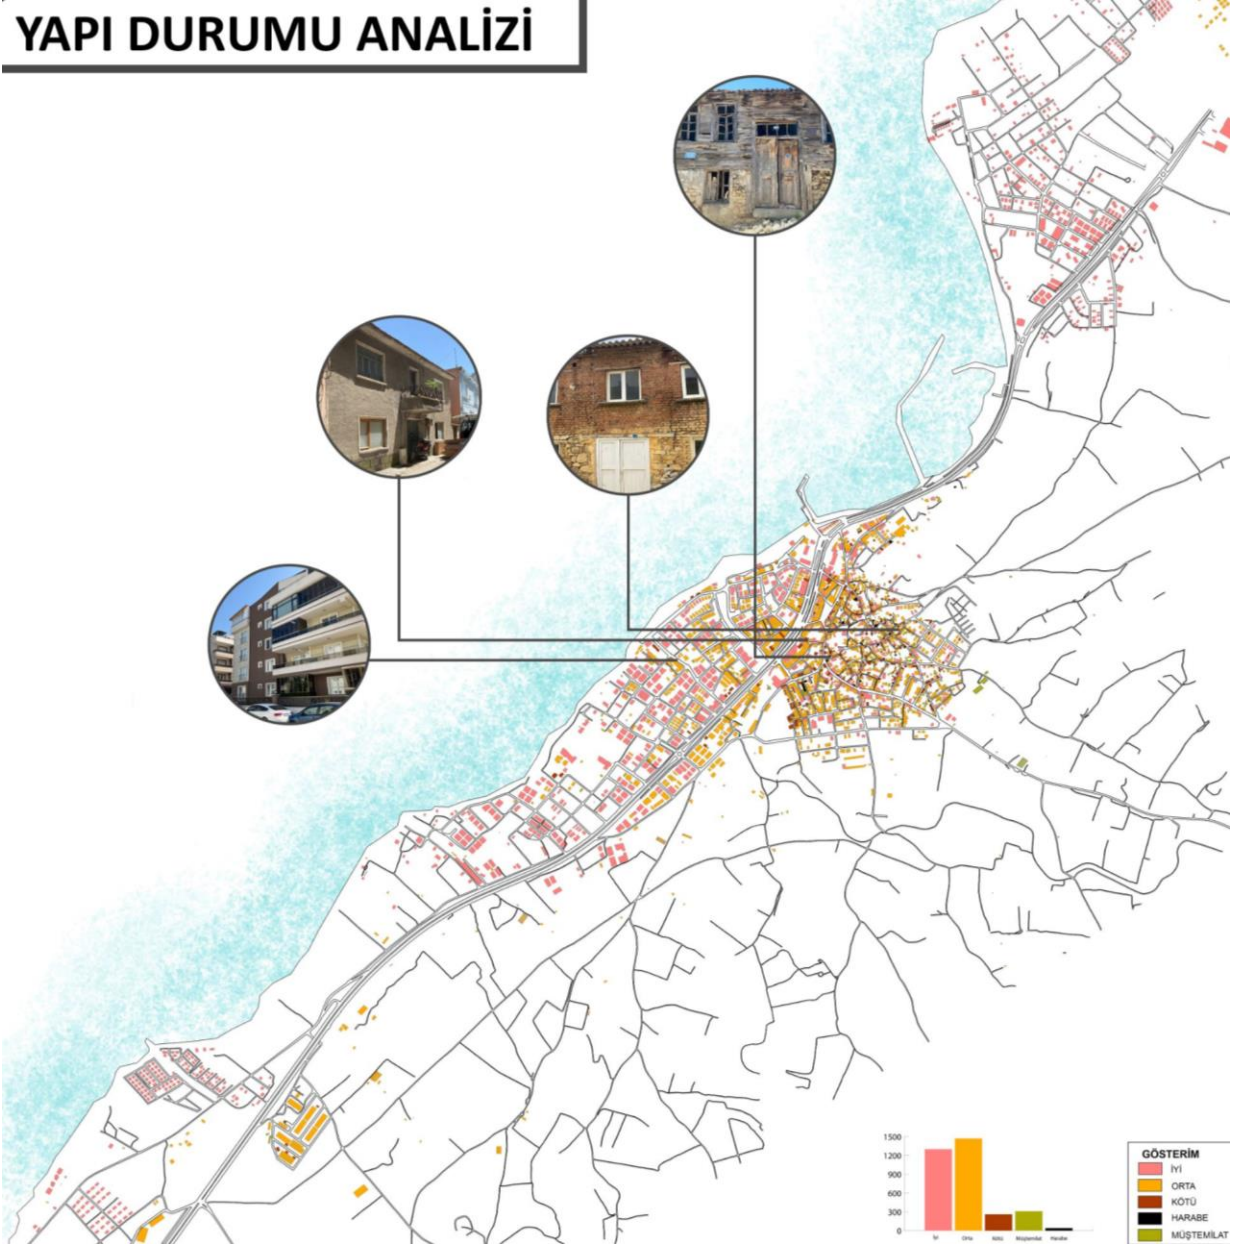 YAPI DURUMU ANALİZİ
1500
1200
900
600
300
0
İyi
Orta
Kötü
Müştemilat
Harabe
GÖSTERİM
İYİ
ORTA
KÖTÜ
HARABE
MÜŞTEMİLAT